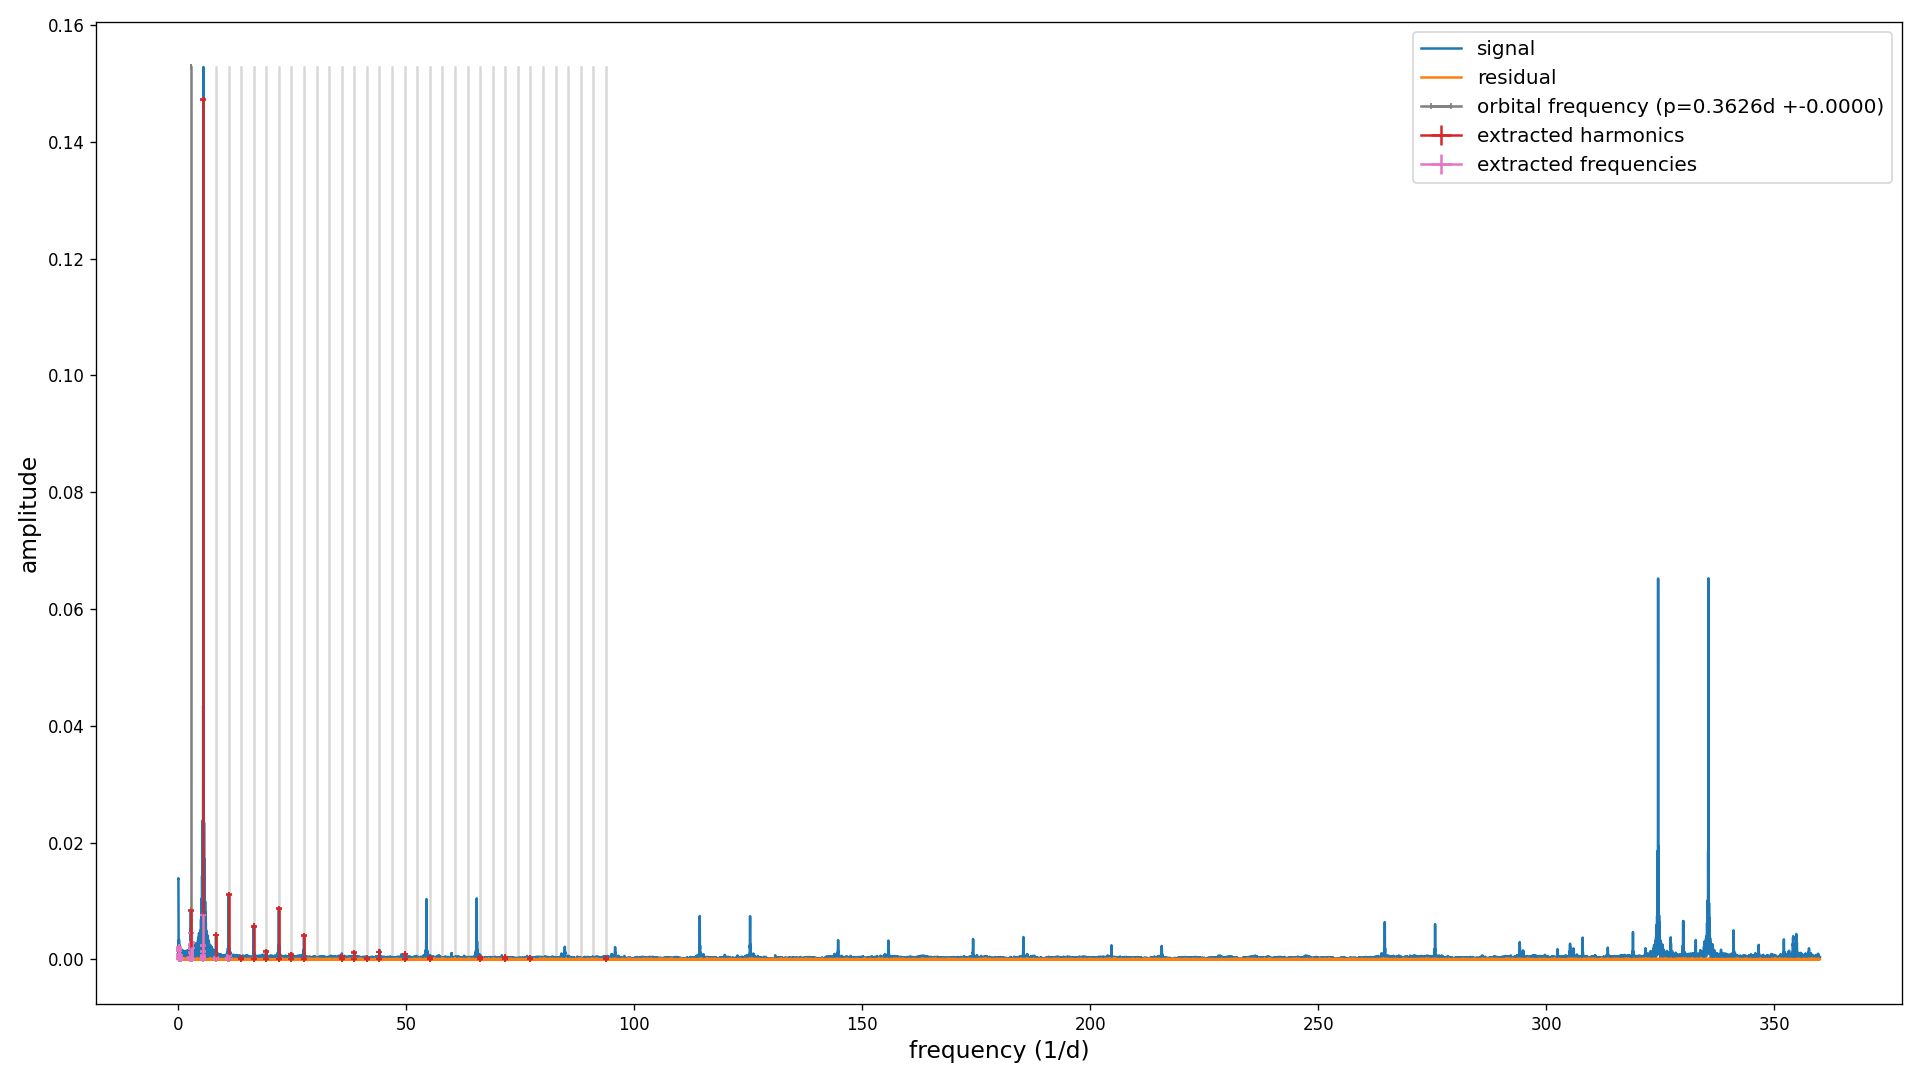 0.16
0.14
0.12
0.10
0.08
0.06
0.04
0.02
0.00
amplitude
0
50
100
150
200
250
300
350
frequency (1/d)
signal
residual
orbital frequency (p=0.3626d +-0.0000)
extracted harmonics
extracted frequencies